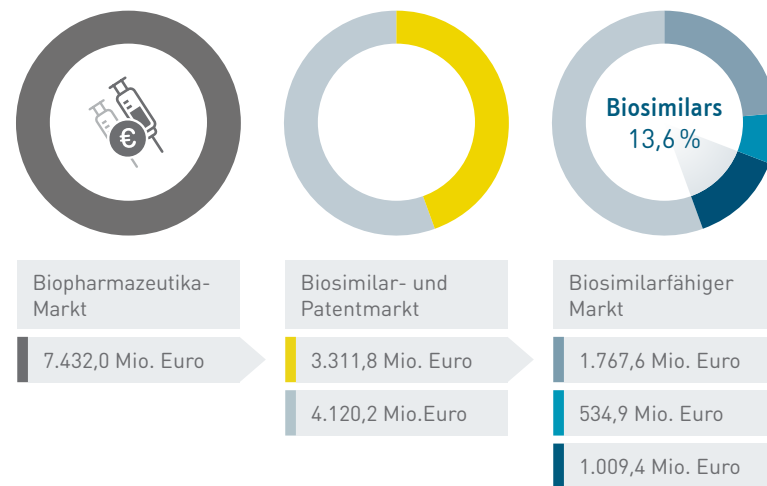 €
Biosimilars
13,6 %
Biopharmazeutika-
Markt
7.432,0 Mio. Euro
Biosimilar- und
Patentmarkt
3.311,8 Mio. Euro
4.120,2 Mio.Euro
Biosimilarfähiger
Markt
1.767,6 Mio. Euro
534,9 Mio. Euro
1.009,4 Mio. Euro